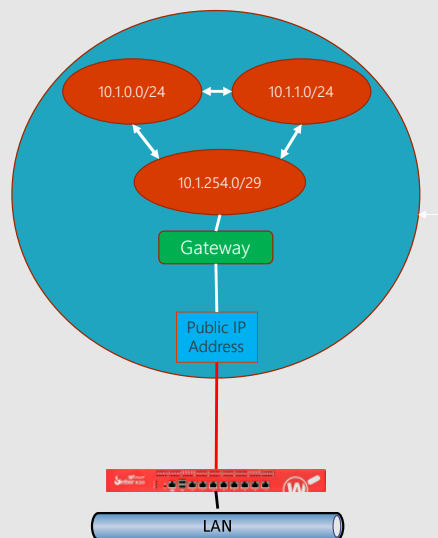 10.1.0.0/24
10.1.1.0/24
10.1.254.0/29
Gateway
Public IP
Address
LAN